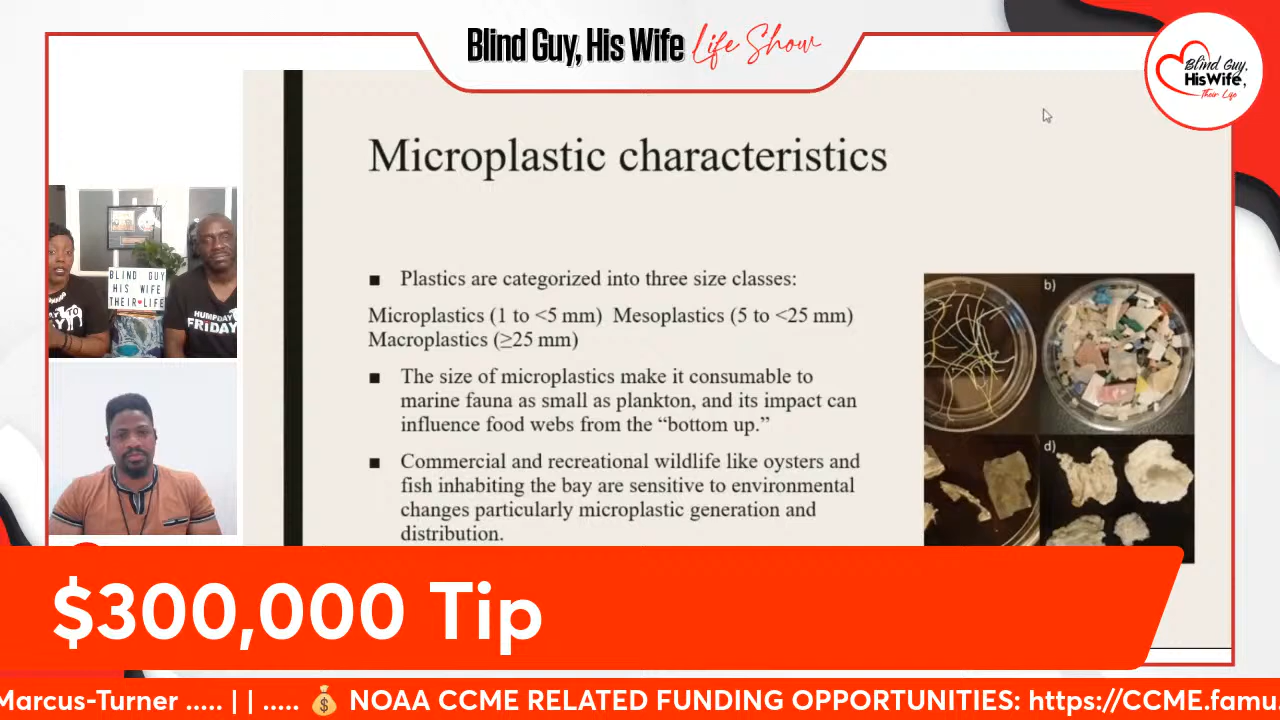 Blind Guy, His Wife Life Show
Blind Guy,
His Wife,
Their Life
Microplastic characteristics
■ Plastics are categorized into three size classes:
Microplastics (1 to <5 mm) Mesoplastics (5 to <25 mm)
Macroplastics (≥25 mm)
■ The size of microplastics make it consumable to
marine fauna as small as plankton, and its impact can
influence food webs from the “bottom up.”
■ Commercial and recreational wildlife like oysters and
fish inhabiting the bay are sensitive to environmental
changes particularly microplastic generation and
distribution.
b)
d)
BLIND GUY
HIS WIFE
THEIR♥LIFE
HUMPDAY
FRIDAY
$300,000 Tip
Marcus-Turner ..... | | ..... 💰 NOAA CCME RELATED FUNDING OPPORTUNITIES: https://CCME.famu.